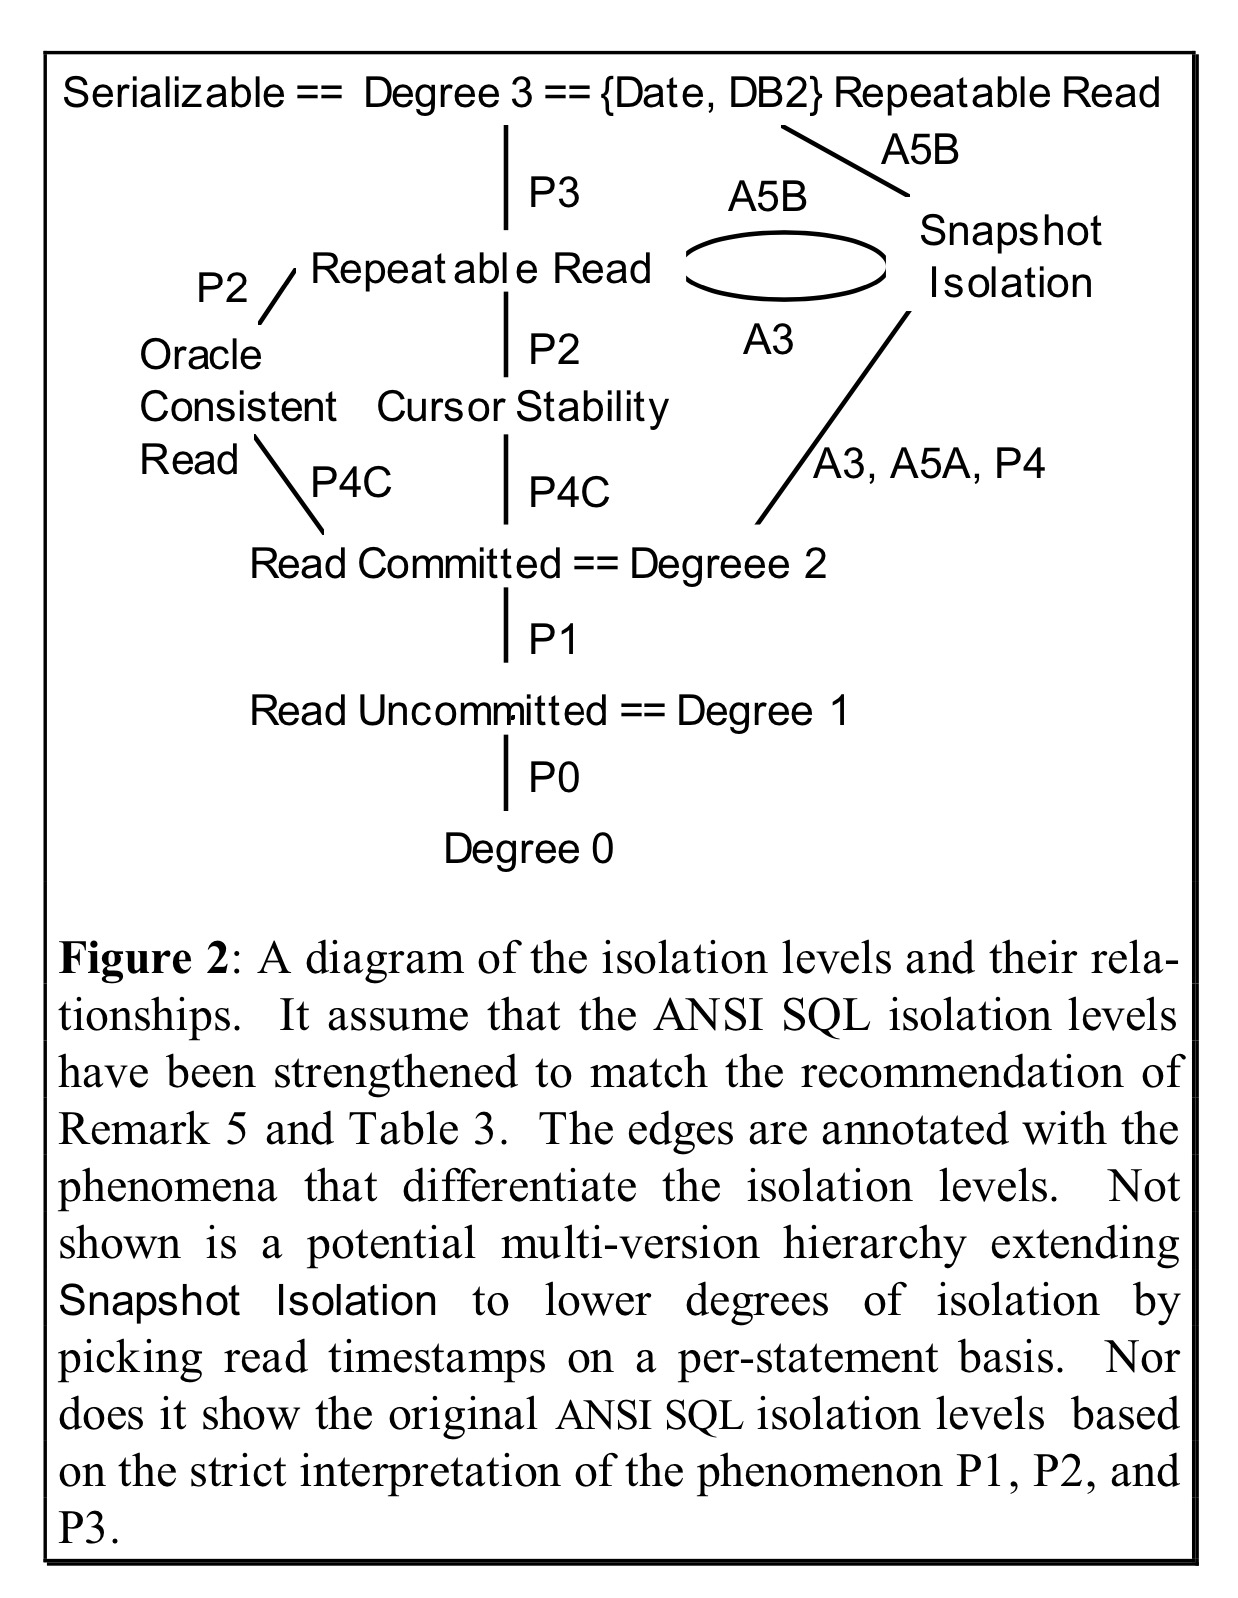 Serializable == Degree 3 == {Date, DB2} Repeatable Read
A5B
P3
A5B
Snapshot
Isolation
Repeatable Read
P2
A3
Oracle
Consistent
Read
P2
Cursor Stability
P4C
P4C
A3, A5A, P4
Read Committed == Degreee 2
P1
Read Uncommitted == Degree 1
P0
Degree 0
Figure 2: A diagram of the isolation levels and their rela-
tionships. It assume that the ANSI SQL isolation levels
have been strengthened to match the recommendation of
Remark 5 and Table 3. The edges are annotated with the
phenomena that differentiate the isolation levels. Not
shown is a potential multi-version hierarchy extending
Snapshot Isolation to lower degrees of isolation by
picking read timestamps on a per-statement basis. Nor
does it show the original ANSI SQL isolation levels based
on the strict interpretation of the phenomenon P1, P2, and
P3.